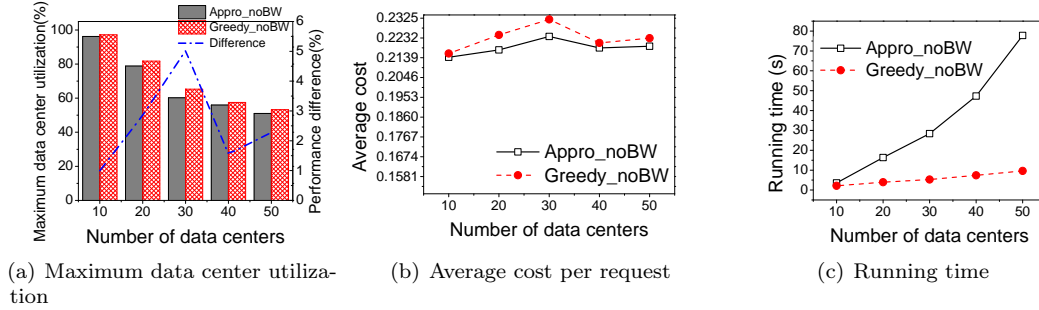 Maximum data center utilization(%)
100
80
60
40
20
0
Appro_noBW
Greedy_noBW
Difference
6
5
4
3
2
1
0
Performance difference(%)
10 20 30 40 50
Number of data centers
(a) Maximum data center utiliza-
tion
Average cost
0.2325
0.2232
0.2139
0.2046
0.1953
0.1860
0.1767
0.1674
0.1581
Appro_noBW
Greedy_noBW
10 20 30 40 50
Number of data centers
(b) Average cost per request
Running time (s)
80
70
60
50
40
30
20
10
0
Appro_noBW
Greedy_noBW
10 20 30 40 50
Number of data centers
(c) Running time